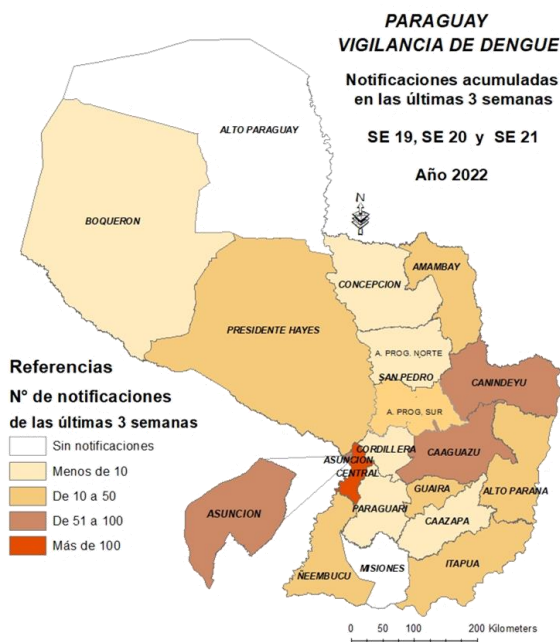 PARAGUAY
VIGILANCIA DE DENGUE
Notificaciones acumuladas
en las últimas 3 semanas
SE 19, SE 20 y SE 21
Año 2022
N
ALTO PARAGUAY
BOQUERON
AMAMBAY
CONCEPCION
PRESIDENTE HAYES
A. PROG. NORTE
SAN PEDRO
CANINDEYU
A. PROG. SUR
CORDILLERA
ASUNCION
CAAGUAZU
CENTRAL
GUAIRA
ALTO PARANA
PARAGUARI
CAAZAPA
ASUNCION
ITAPUA
MISIONES
ÑEEMBUCU
Referencias
N° de notificaciones
de las últimas 3 semanas
Sin notificaciones
Menos de 10
De 10 a 50
De 51 a 100
Más de 100
0 50 100 200 Kilometers